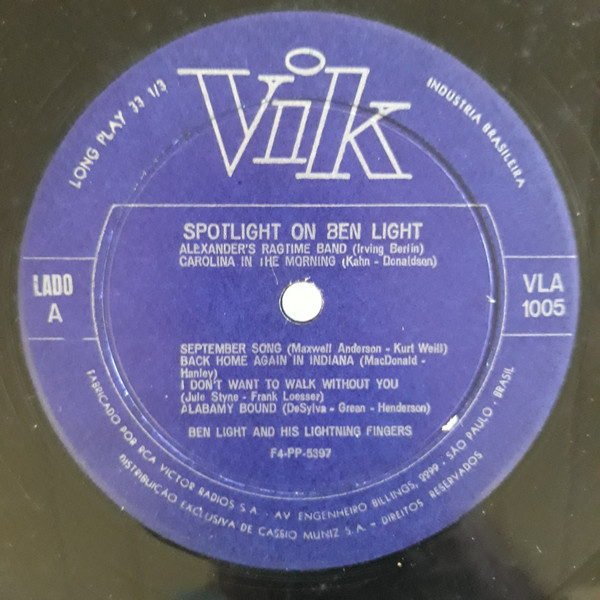 Vik
LONG PLAY 33 1/3
INDUSTRIA BRASILEIRA
SPOTLIGHT ON BEN LIGHT
ALEXANDER'S RAGTIME BAND (Irving Berlin)
CAROLINA IN THE MORNING (Kahn - Donaldson)
LADO
A
VLA
1005
SEPTEMBER SONG (Maxwell Anderson - Kurt Weill)
BACK HOME AGAIN IN INDIANA (MacDonald -
Hanley)
I DON'T WANT TO WALK WITHOUT YOU
(Jule Styne - Frank Loesser)
ALABAMY BOUND (DeSylva - Green - Henderson)
BEN LIGHT AND HIS LIGHTNING FINGERS
F4-PP-5397
FABRICADO POR RCA VICTOR RADIOS S.A. - AV ENGENHEIRO BILLINGS, 2299 - SÃO PAULO - BRASIL
DISTRIBUIÇÃO EXCLUSIVA DE CASSIO MUNIZ S.A. - DIREITOS RESERVADOS